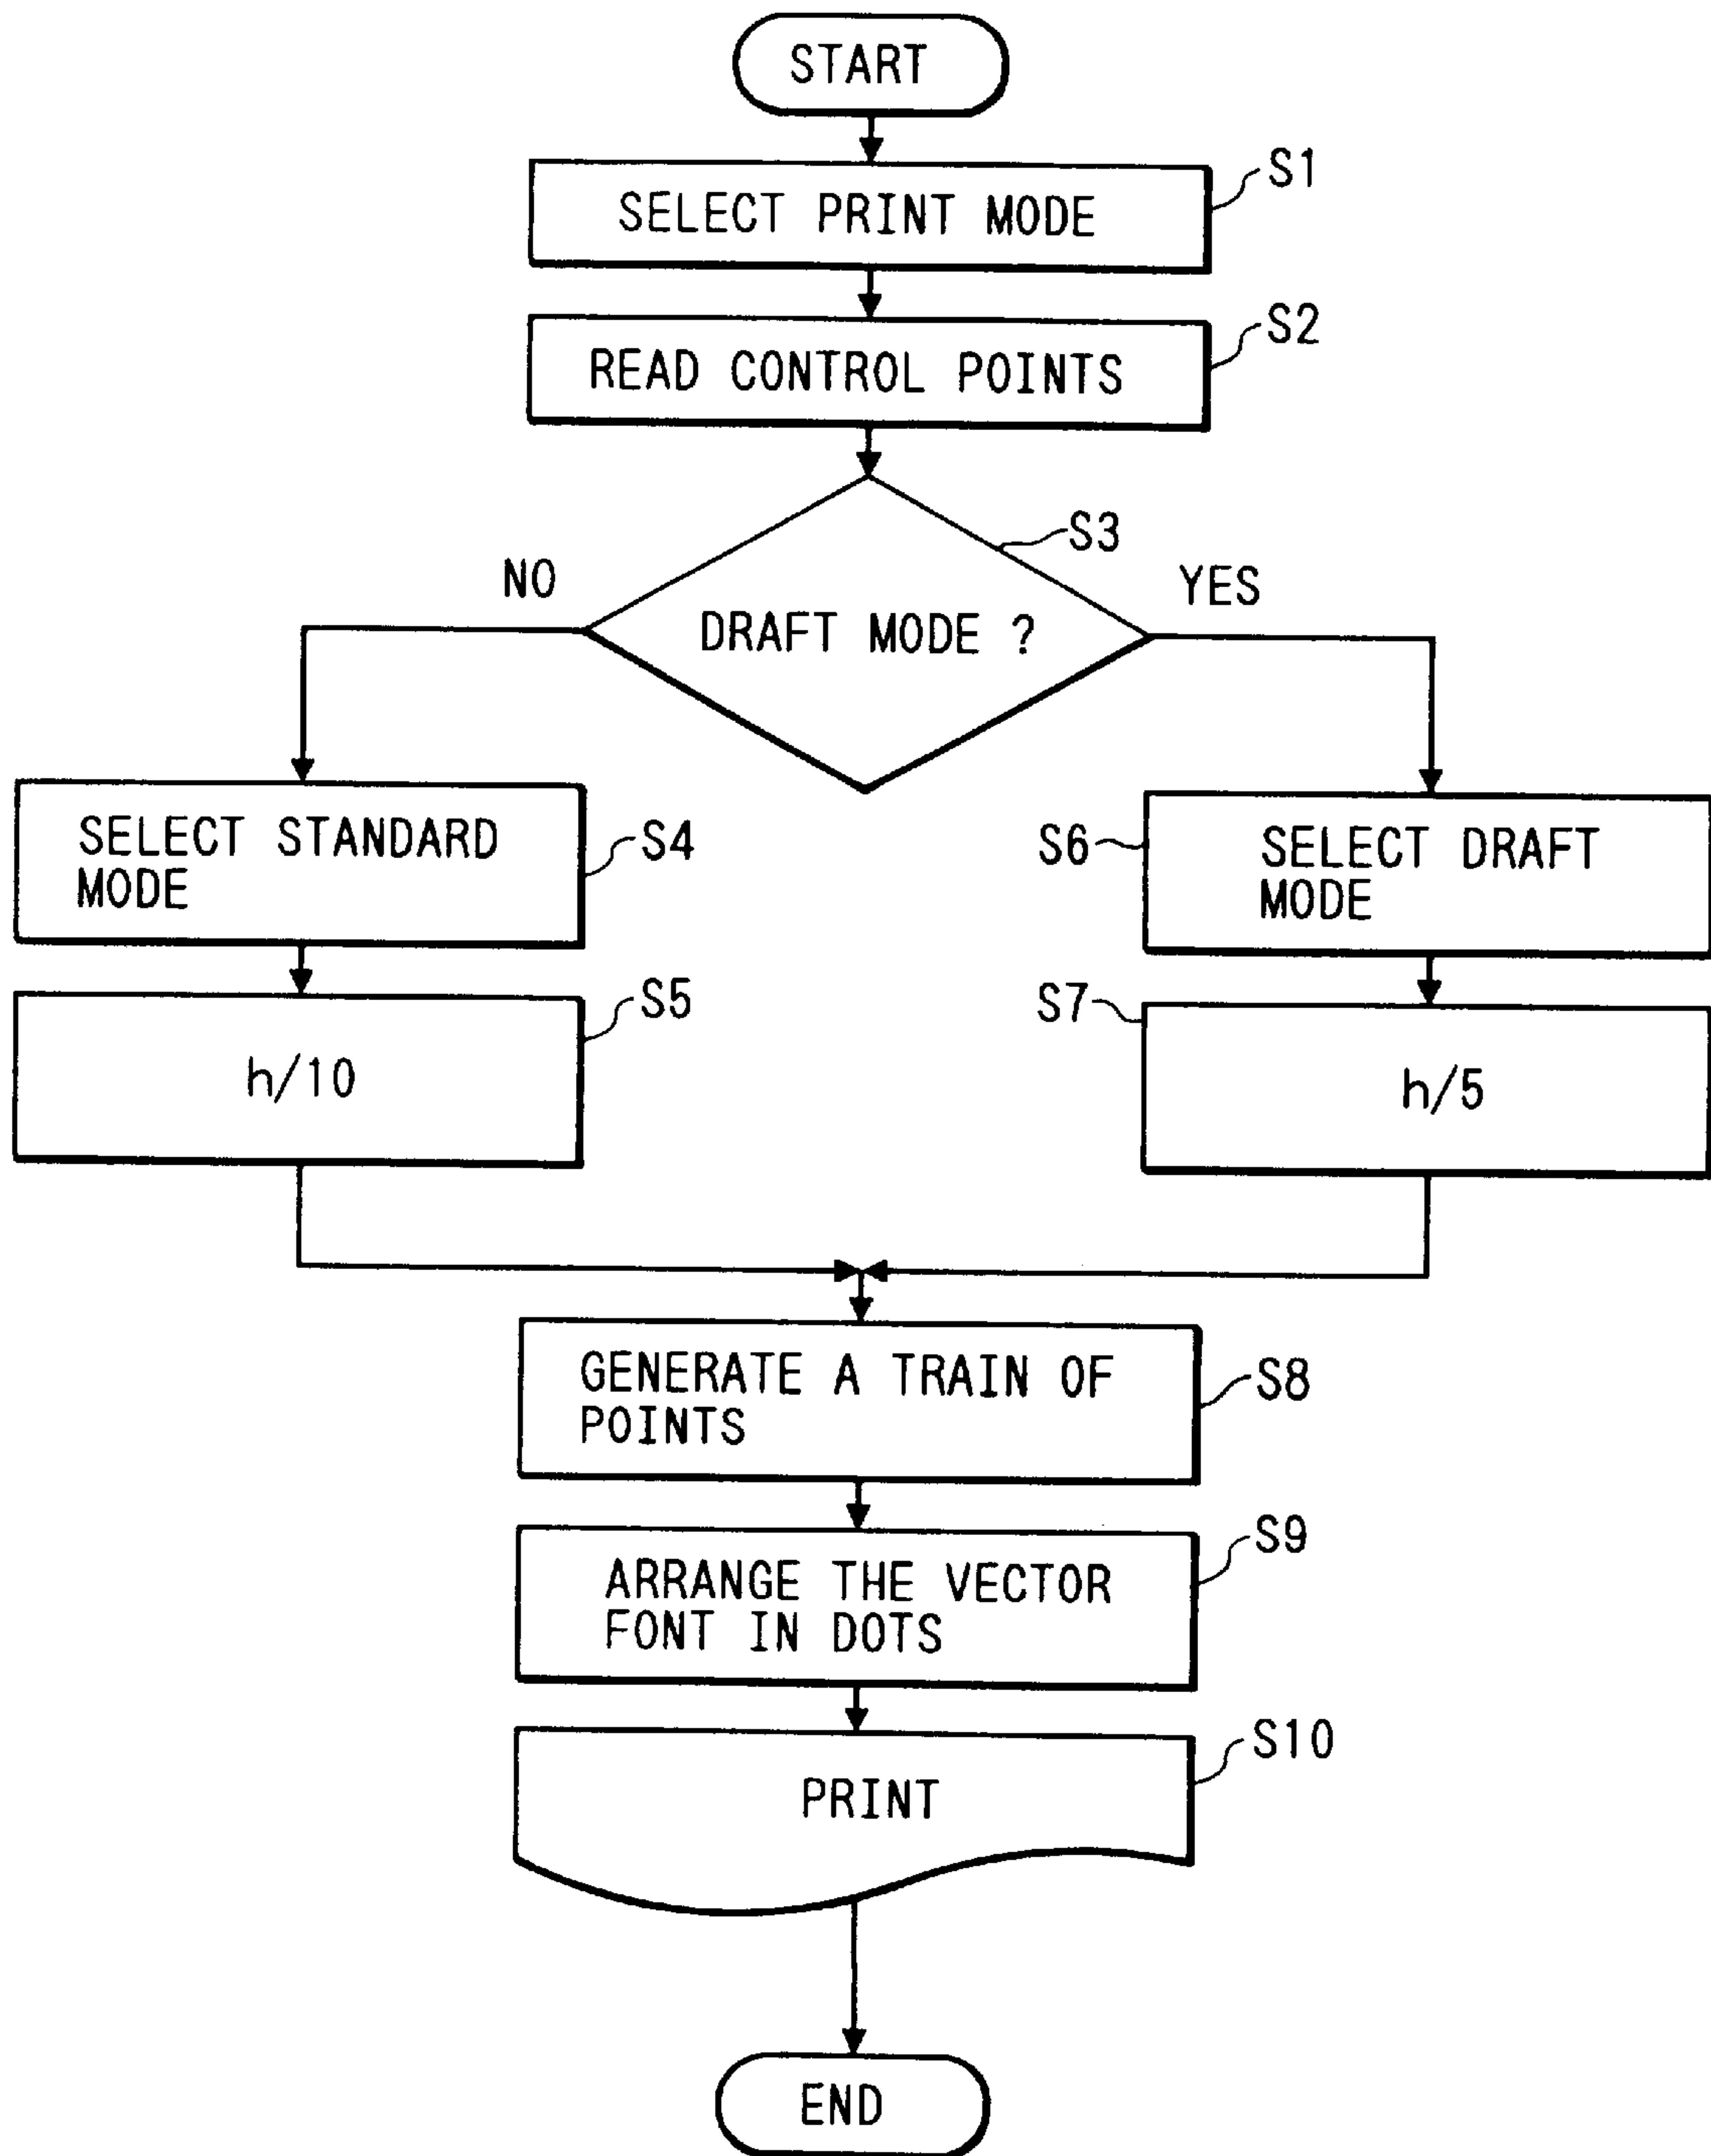 START
S1
SELECT PRINT MODE
S2
READ CONTROL POINTS
S3
NO
YES
DRAFT MODE ?
SELECT STANDARD
MODE
S4
S6
SELECT DRAFT
MODE
S5
h/10
S7
h/5
GENERATE A TRAIN OF
POINTS
S8
S9
ARRANGE THE VECTOR
FONT IN DOTS
S10
PRINT
END